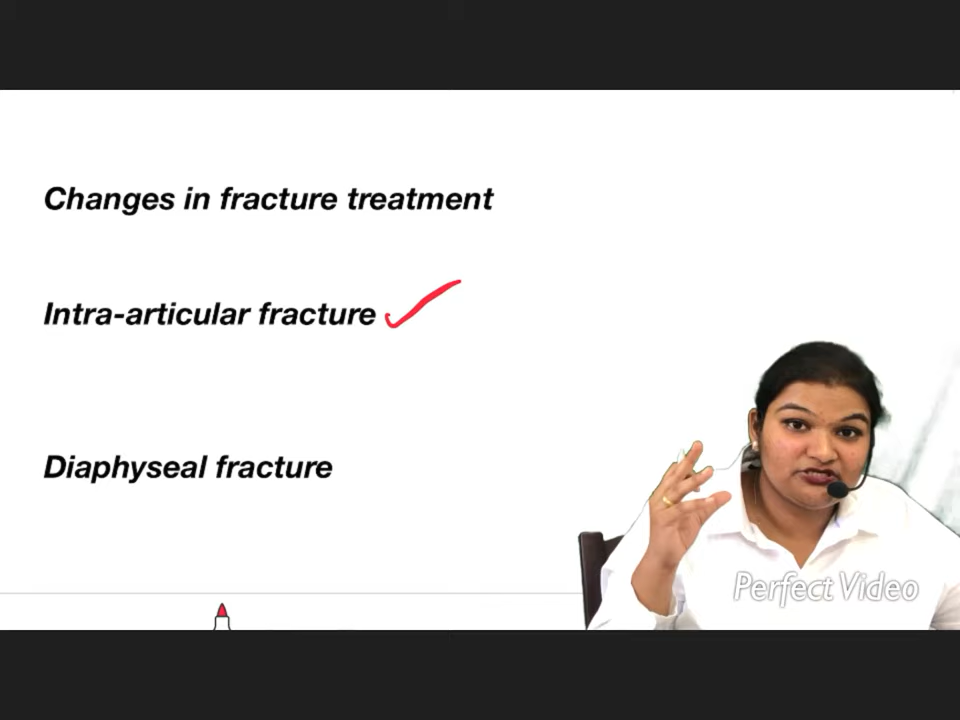 Changes in fracture treatment
Intra-articular fracture
Diaphyseal fracture
Perfect Video